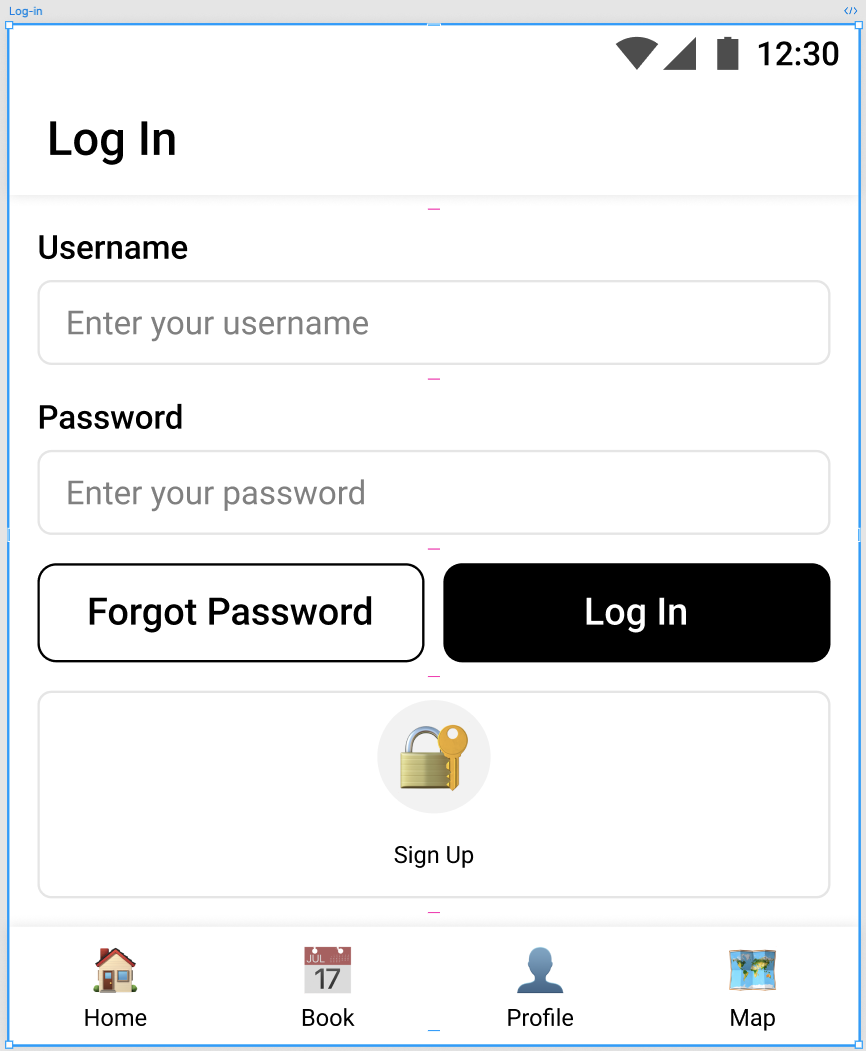 Log-in
</>
12:30
Log In
Username
Enter your username
Password
Enter your password
Forgot Password
Log In
Sign Up
JUL
17
Home
Book
Profile
Map